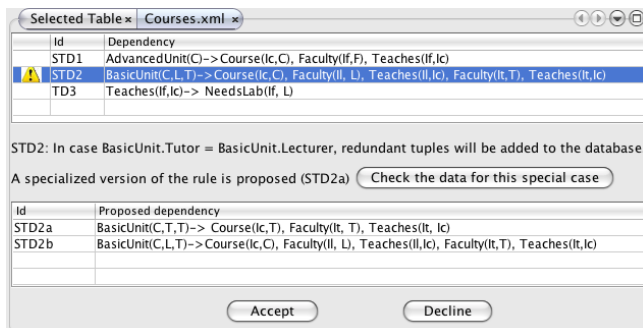 Selected Table × Courses.xml ×
Id Dependency
STD1 AdvancedUnit(C)->Course(Ic,C), Faculty(If,F), Teaches(If,Ic)
STD2 BasicUnit(C,L,T)->Course(Ic,C), Faculty(Il, L), Teaches(Il,Ic), Faculty(It,T), Teaches(It,Ic)
TD3 Teaches(If,Ic)-> NeedsLab(If, L)
STD2: In case BasicUnit.Tutor = BasicUnit.Lecturer, redundant tuples will be added to the database
A specialized version of the rule is proposed (STD2a) Check the data for this special case
Id Proposed dependency
STD2a BasicUnit(C,T,T)-> Course(Ic,T), Faculty(It, T), Teaches(It, Ic)
STD2b BasicUnit(C,L,T)->Course(Ic,C), Faculty(Il, L), Teaches(Il,Ic), Faculty(It,T), Teaches(It,Ic)
Accept Decline